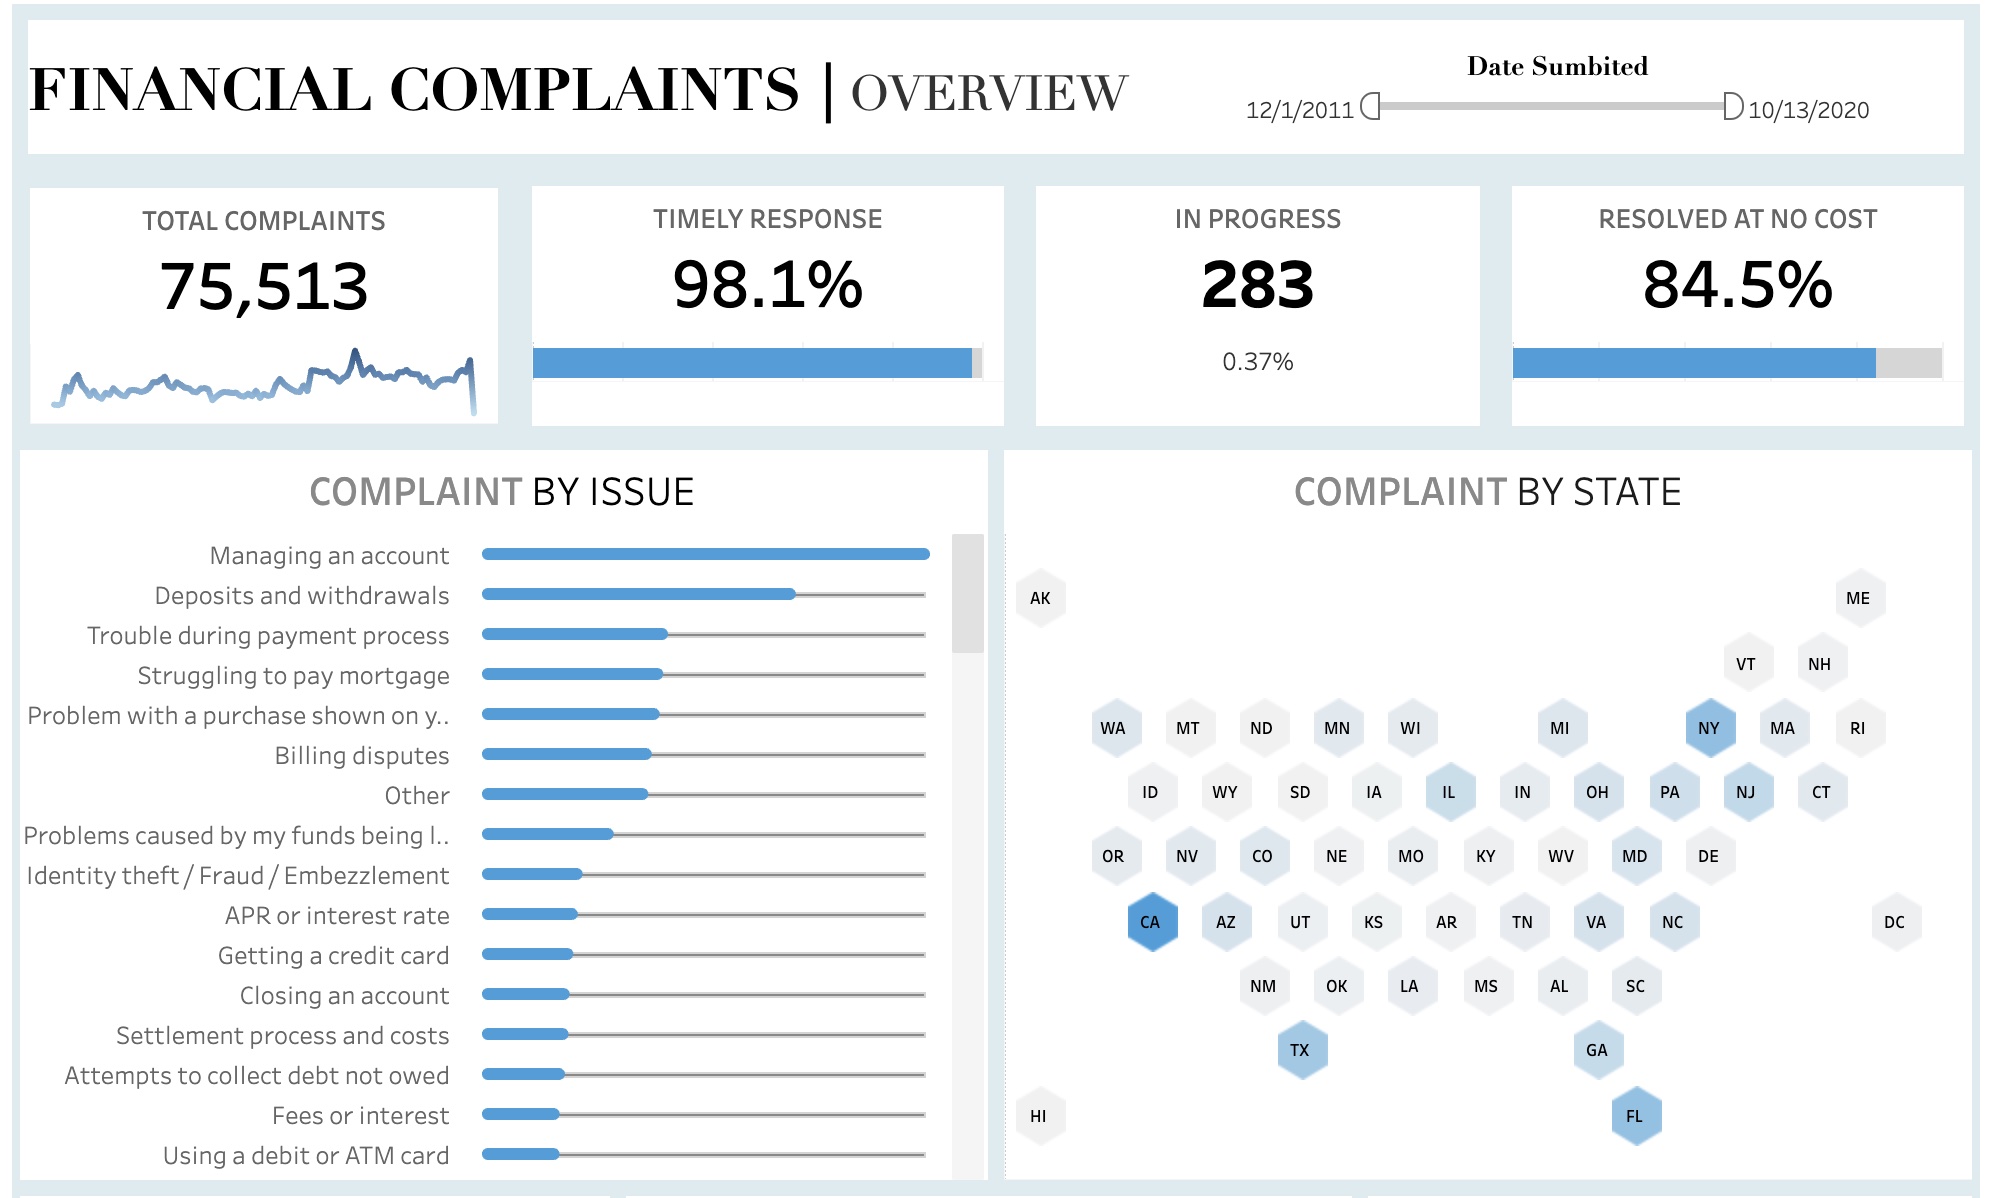 FINANCIAL COMPLAINTS | OVERVIEW
Date Sumbited
12/1/2011
10/13/2020
TOTAL COMPLAINTS
75,513
TIMELY RESPONSE
98.1%
IN PROGRESS
283
0.37%
RESOLVED AT NO COST
84.5%
COMPLAINT BY ISSUE
Managing an account
Deposits and withdrawals
Trouble during payment process
Struggling to pay mortgage
Problem with a purchase shown on y..
Billing disputes
Other
Problems caused by my funds being l..
Identity theft / Fraud / Embezzlement
APR or interest rate
Getting a credit card
Closing an account
Settlement process and costs
Attempts to collect debt not owed
Fees or interest
Using a debit or ATM card
COMPLAINT BY STATE
AK ME
VT NH
WA MT ND MN WI MI NY MA RI
ID WY SD IA IL IN OH PA NJ CT
OR NV CO NE MO KY WV MD DE
CA AZ UT KS AR TN VA NC DC
NM OK LA MS AL SC
TX GA
HI FL